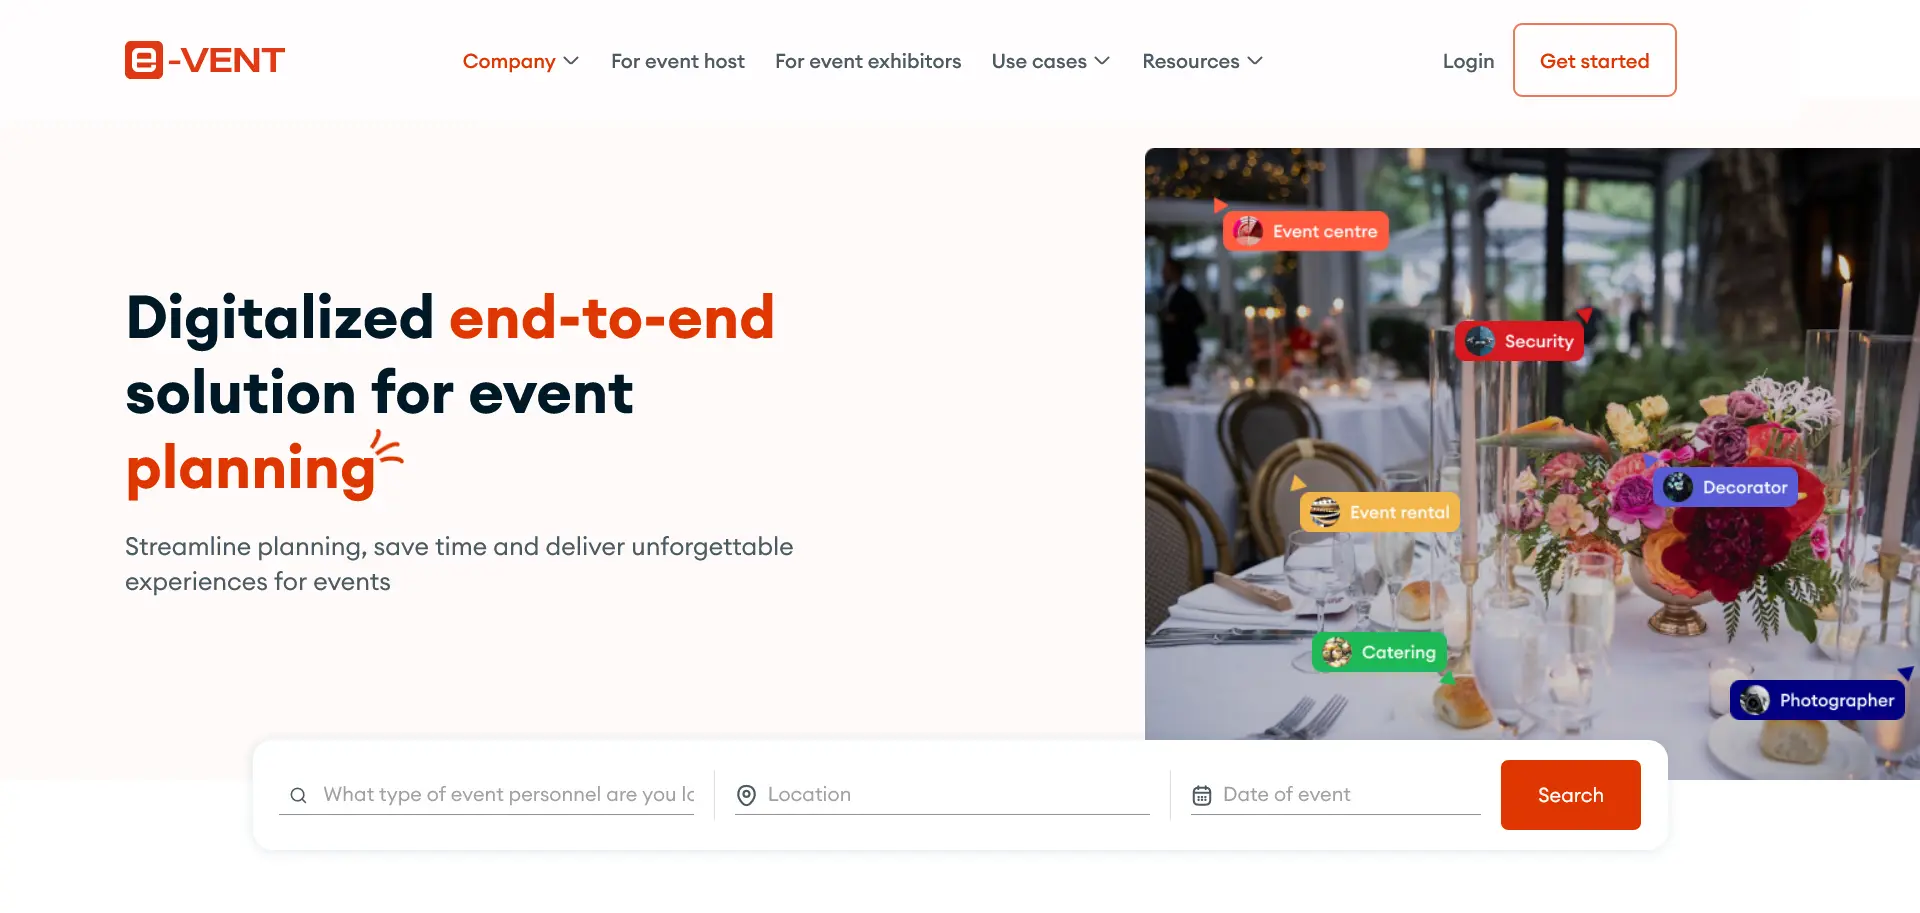 e-VENT
Company
For event host
For event exhibitors
Use cases
Resources
Login
Get started
Digitalized end-to-end
solution for event
planning
Streamline planning, save time and deliver unforgettable
experiences for events
Event centre
Security
Decorator
Event rental
Catering
Photographer
What type of event personnel are you lo
Location
Date of event
Search